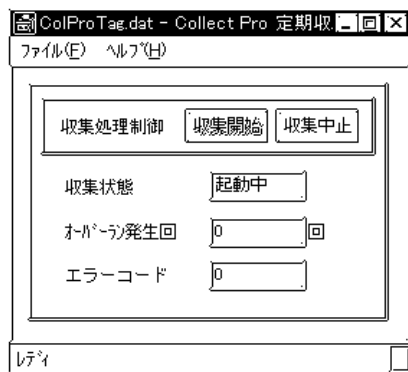 ColProTag.dat - Collect Pro 定期収
ﾌｧｲﾙ(F) ﾍﾙﾌﾟ(H)
収集処理制御 収集開始 収集中止
収集状態 起動中
ｵｰﾊﾞｰﾗﾝ発生回 0 回
エラーコード 0
ﾚﾃﾞｨ